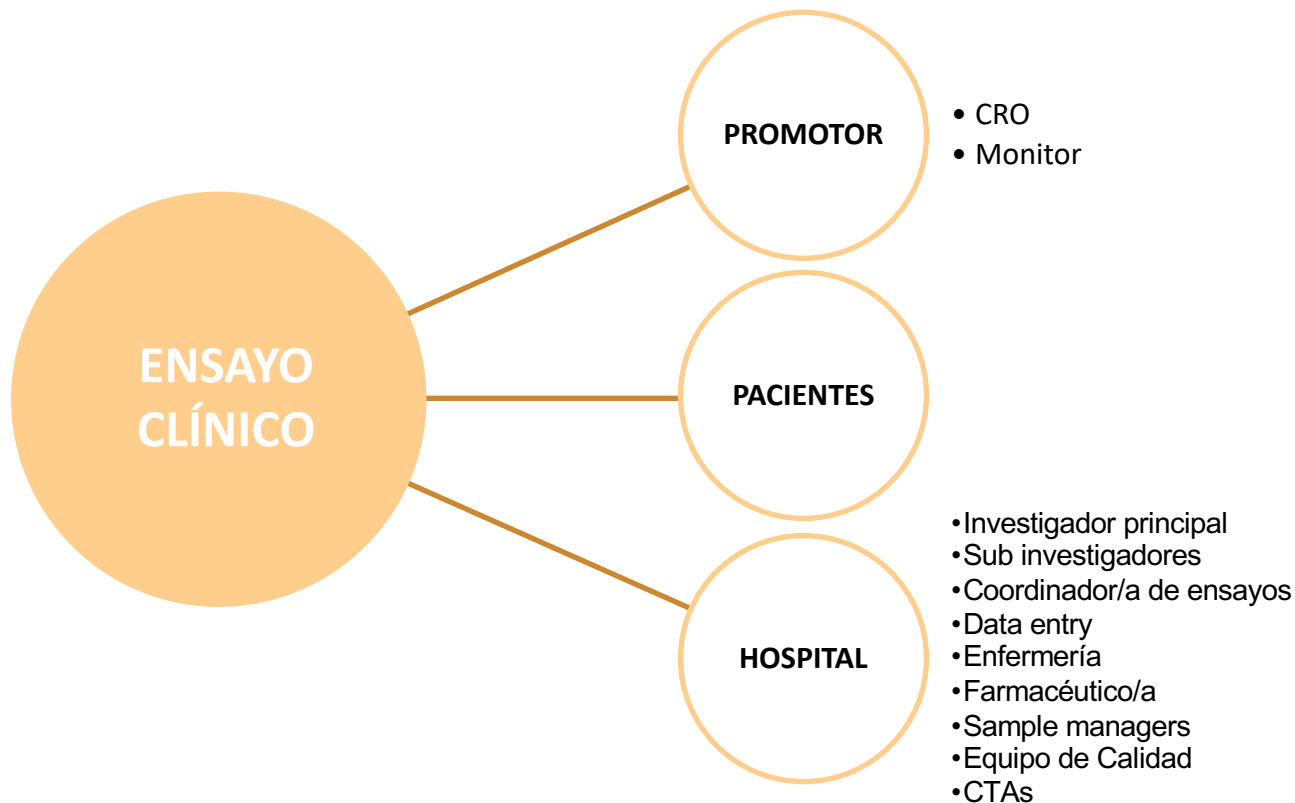 ENSAYO
CLÍNICO
PROMOTOR
• CRO
• Monitor
PACIENTES
HOSPITAL
•Investigador principal
•Sub investigadores
•Coordinador/a de ensayos
•Data entry
•Enfermería
•Farmacéutico/a
•Sample managers
•Equipo de Calidad
•CTAs